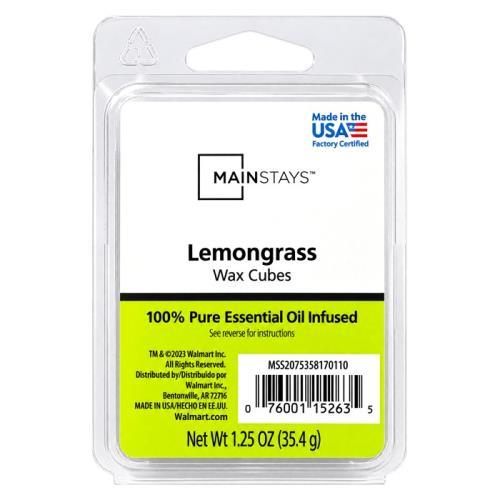 Made in the
USA
Factory Certified
MAINSTAYS™
Lemongrass
Wax Cubes
100% Pure Essential Oil Infused
See reverse for instructions
TM & ©2023 Walmart Inc.
All Rights Reserved.
Distributed by/Distribuido por
Walmart Inc.,
Bentonville, AR 72716
MADE IN USA/HECHO EN EE.UU.
Walmart.com
MSS2075358170110
0 76001 15263 5
Net Wt 1.25 OZ (35.4 g)